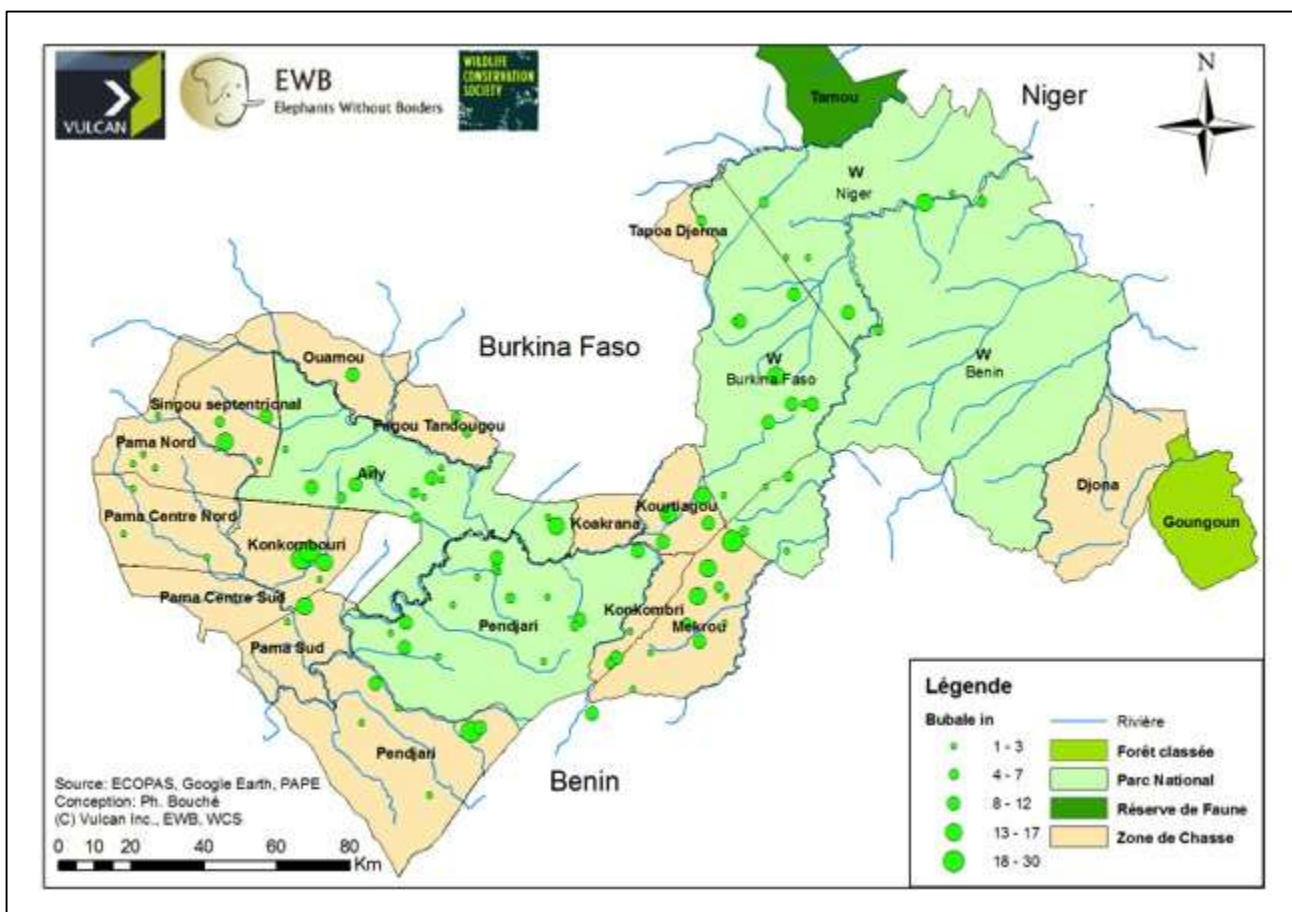 VULCAN
EWB
Elephants Without Borders
WILDLIFE
CONSERVATION
SOCIETY
N
Niger
Tamou
W
Niger
Tapoa Djerma
Burkina Faso
Ouamou
W
Burkina Faso
W
Benin
Singou septentrional
Pagou Tandougou
Pama Nord
Arly
Djona
Pama Centre Nord
Koakrana
Kourtiagou
Goungoun
Konkombouri
Pama Centre Sud
Konkombri
Pendjari
Mekrou
Pama Sud
Pendjari
Benin
Source: ECOPAS, Google Earth, PAPE
Conception: Ph. Bouché
(C) Vulcan Inc., EWB, WCS
0 10 20 40 60 80
Km
Légende
Bubale in
1 - 3
4 - 7
8 - 12
13 - 17
18 - 30
Rivière
Forêt classée
Parc National
Réserve de Faune
Zone de Chasse